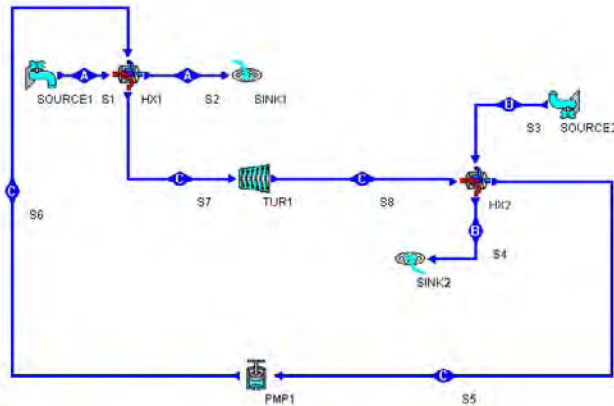 A A
SOURCE1 S1 HX1 S2 SINK1
B
S3 SOURCE2
C C
S7 TUR1 S8 HX2
C
S6
B
S4
SINK2
C
PMP1 S5